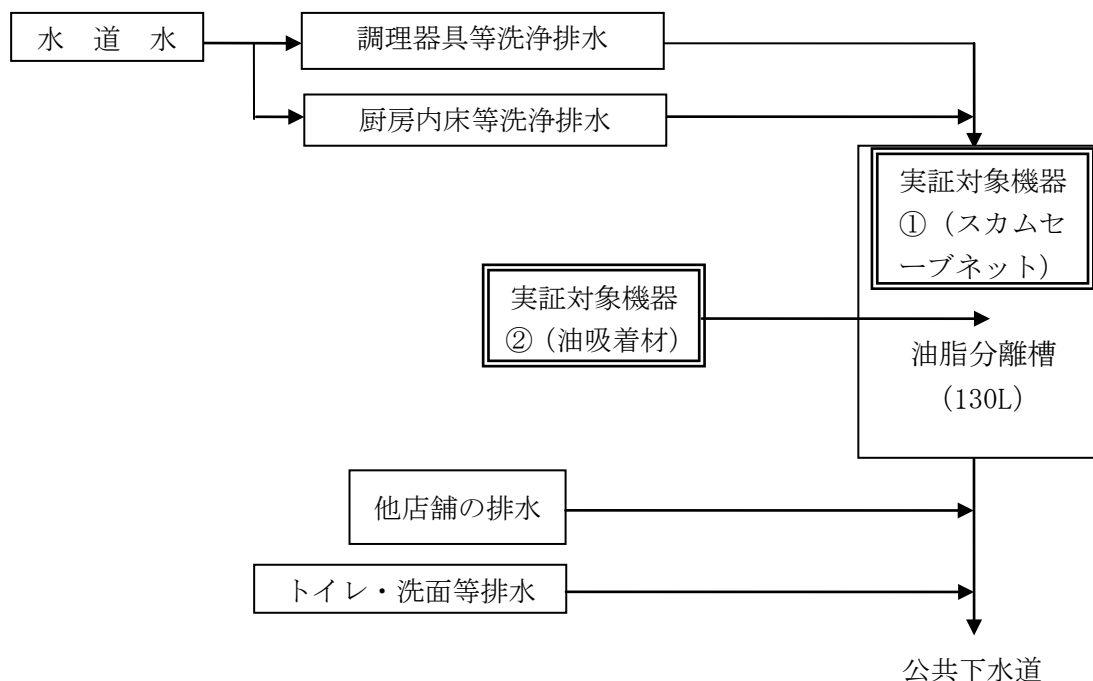 水 道 水
調理器具等洗浄排水
厨房内床等洗浄排水
実証対象機器
①（スカムセ
ーブネット）
実証対象機器
②（油吸着材）
油脂分離槽
（130L）
他店舗の排水
トイレ・洗面等排水
公共下水道